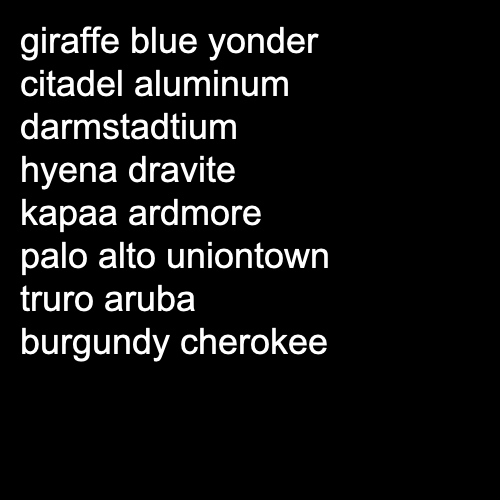 giraffe blue yonder
citadel aluminum
darmstadtium
hyena dravite
kapaa ardmore
palo alto uniontown
truro aruba
burgundy cherokee